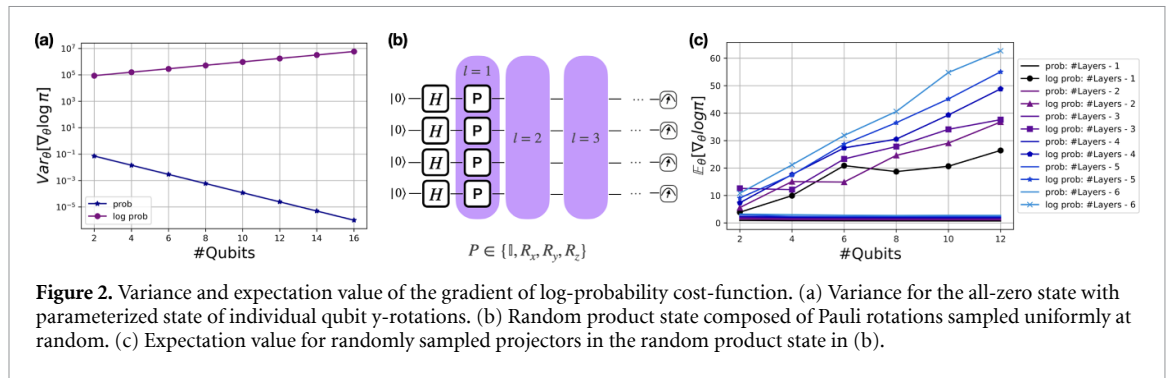 (a)
Var_θ[∇_θ log π]
10^7
10^5
10^3
10^1
10^-1
10^-3
10^-5
prob
log prob
2 4 6 8 10 12 14 16
#Qubits
(b)
l = 1
|0⟩ H P ...
|0⟩ H P ...
l = 2 l = 3
|0⟩ H P ...
|0⟩ H P ...
P ∈ {𝕀, R_x, R_y, R_z}
(c)
𝔼_θ[∇_θ logπ]
60
50
40
30
20
10
0
2 4 6 8 10 12
#Qubits
prob: #Layers - 1
log prob: #Layers - 1
prob: #Layers - 2
log prob: #Layers - 2
prob: #Layers - 3
log prob: #Layers - 3
prob: #Layers - 4
log prob: #Layers - 4
prob: #Layers - 5
log prob: #Layers - 5
prob: #Layers - 6
log prob: #Layers - 6
Figure 2. Variance and expectation value of the gradient of log-probability cost-function. (a) Variance for the all-zero state with
parameterized state of individual qubit y-rotations. (b) Random product state composed of Pauli rotations sampled uniformly at
random. (c) Expectation value for randomly sampled projectors in the random product state in (b).